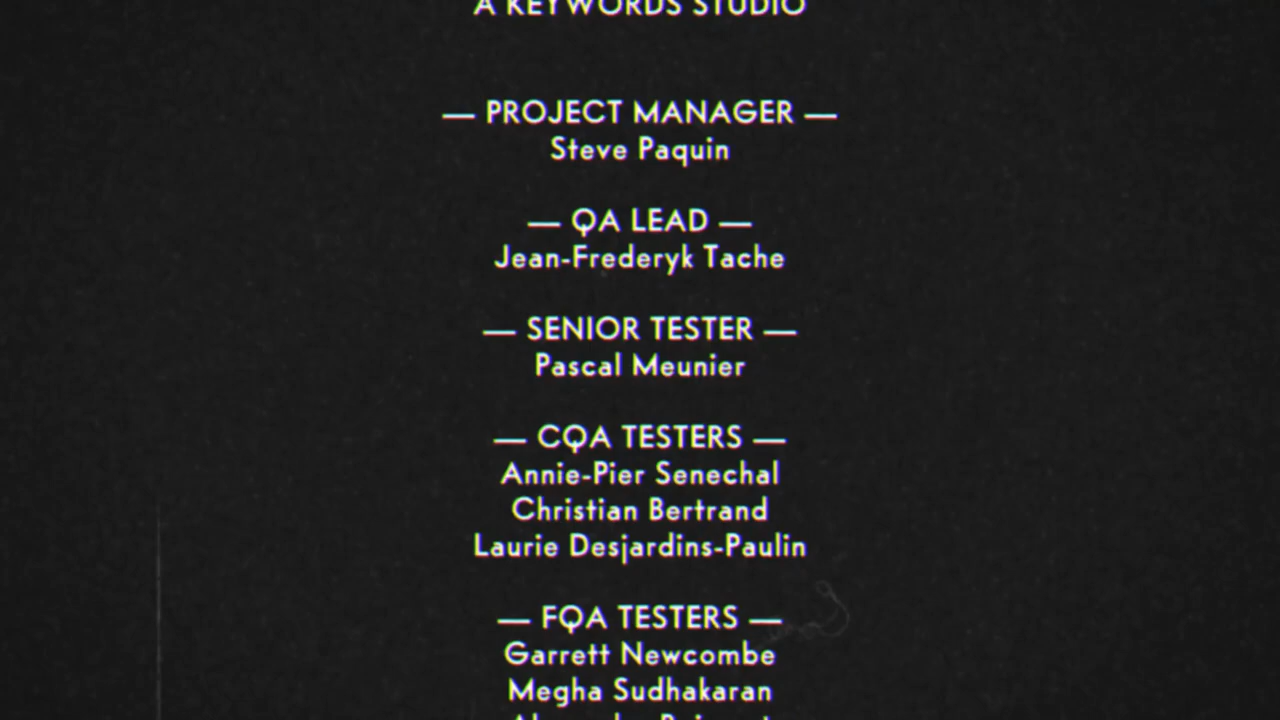 A KEYWORDS STUDIO
— PROJECT MANAGER —
Steve Paquin
— QA LEAD —
Jean-Frederyk Tache
— SENIOR TESTER —
Pascal Meunier
— CQA TESTERS —
Annie-Pier Senechal
Christian Bertrand
Laurie Desjardins-Paulin
— FQA TESTERS —
Garrett Newcombe
Megha Sudhakaran